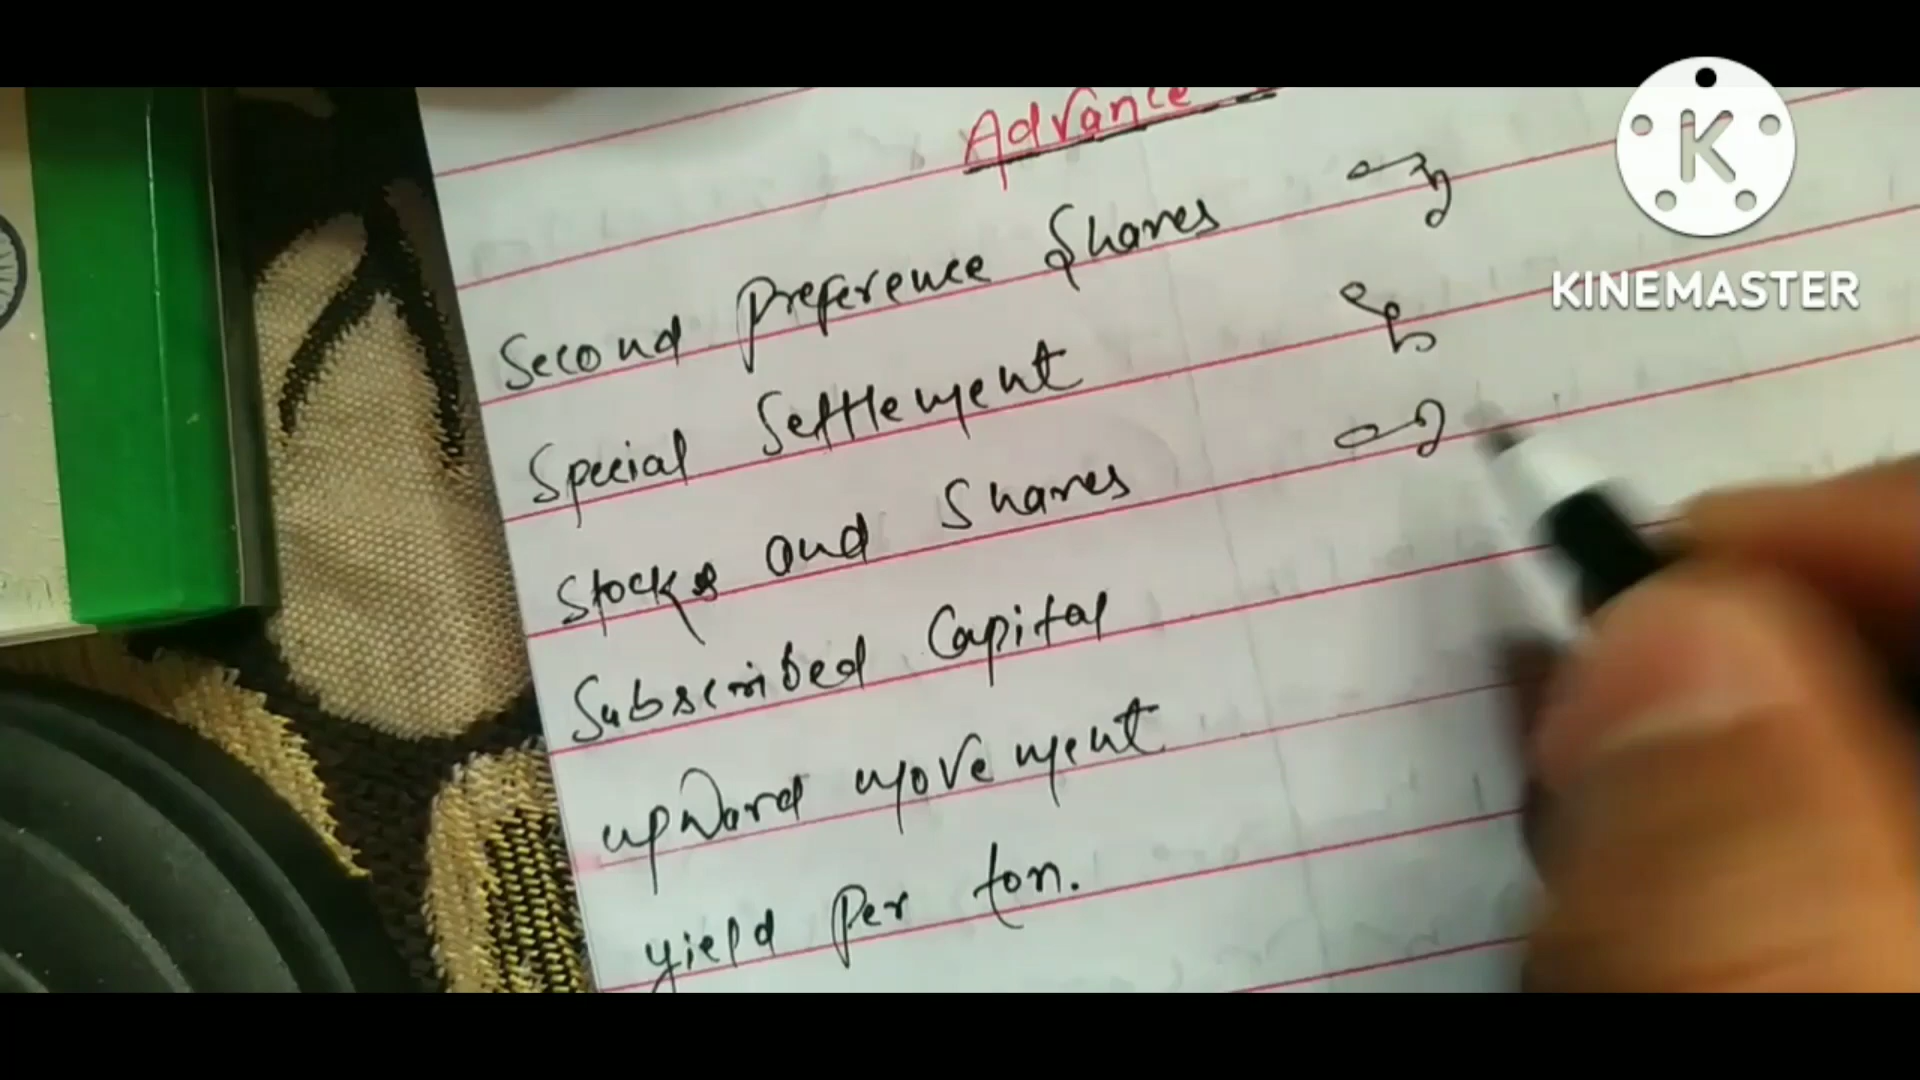 Advance
Second Preference Shares
Special Settlement
Stocks and Shares
Subscribed Capital
upward movement
yield Per ton.
K
KINEMASTER